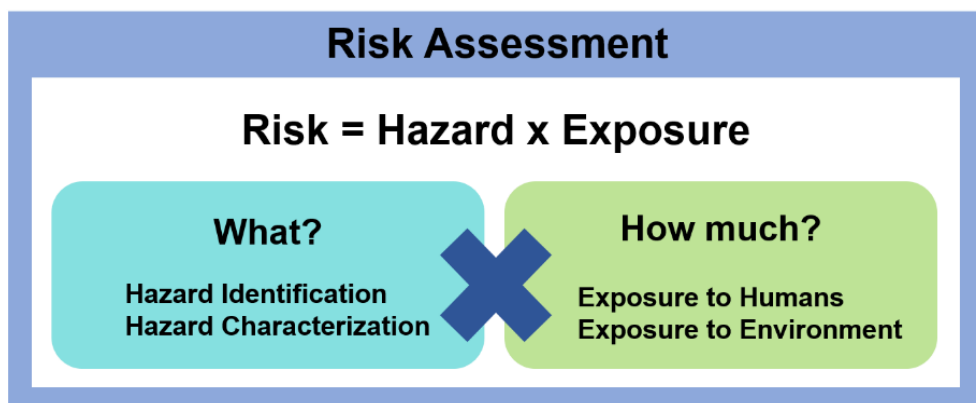 Risk Assessment
Risk = Hazard x Exposure
What?
Hazard Identification
Hazard Characterization
How much?
Exposure to Humans
Exposure to Environment